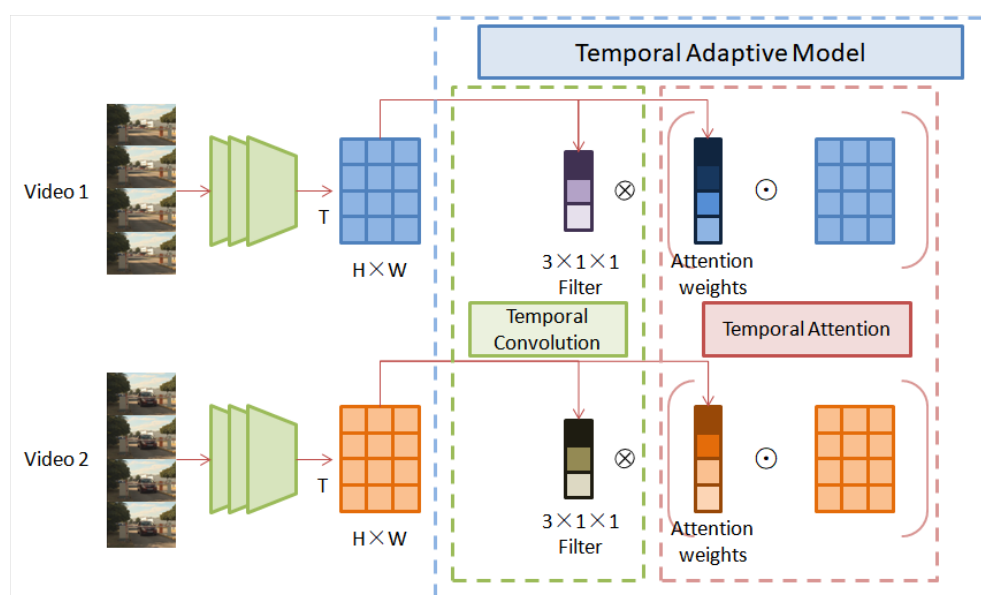 Temporal Adaptive Model
Video 1
T
H×W
3×1×1
Filter
⊗
Attention
weights
⊙
Temporal
Convolution
Temporal Attention
Video 2
T
H×W
3×1×1
Filter
⊗
Attention
weights
⊙